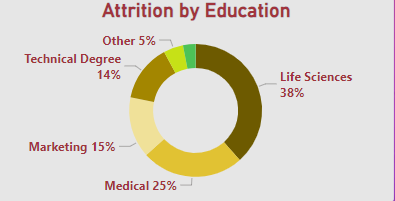 Attrition by Education
Other 5%
Technical Degree
14%
Life Sciences
38%
Marketing 15%
Medical 25%